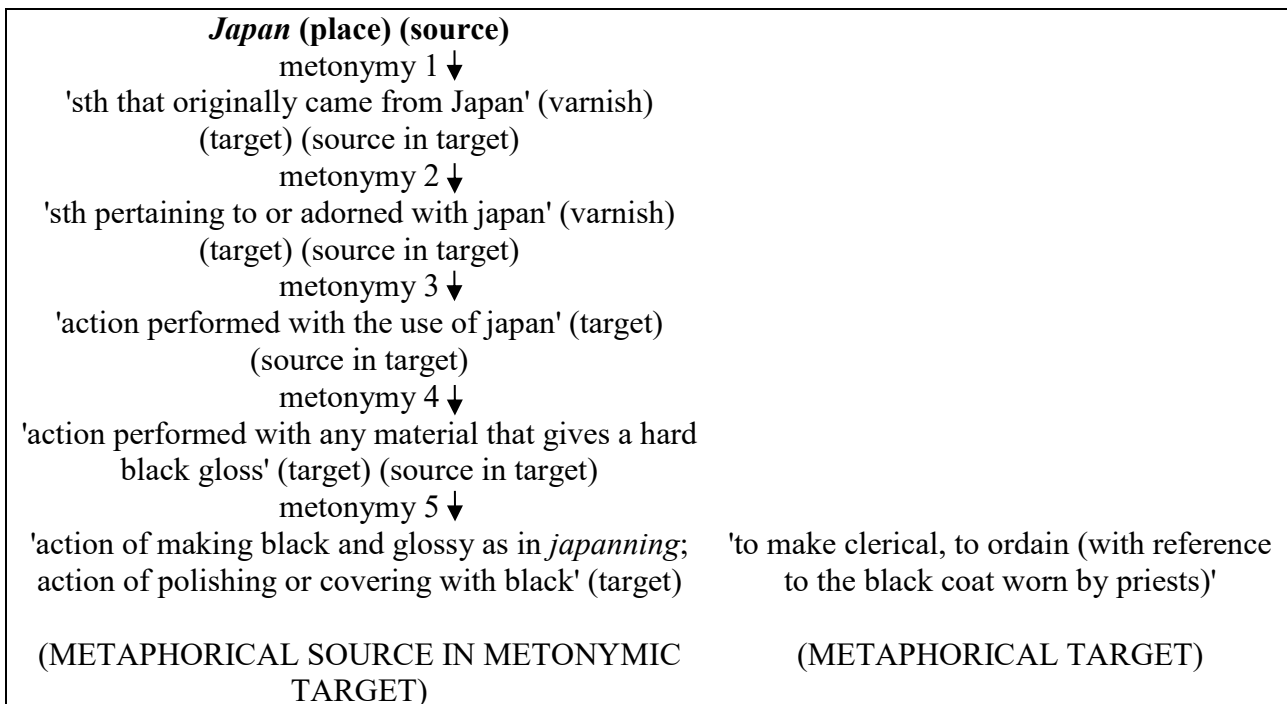 Japan (place) (source)
metonymy 1 ↓
'sth that originally came from Japan' (varnish)
(target) (source in target)
metonymy 2 ↓
'sth pertaining to or adorned with japan' (varnish)
(target) (source in target)
metonymy 3 ↓
'action performed with the use of japan' (target)
(source in target)
metonymy 4 ↓
'action performed with any material that gives a hard
black gloss' (target) (source in target)
metonymy 5 ↓
'action of making black and glossy as in japanning;
action of polishing or covering with black' (target)
(METAPHORICAL SOURCE IN METONYMIC
TARGET)
'to make clerical, to ordain (with reference
to the black coat worn by priests)'
(METAPHORICAL TARGET)